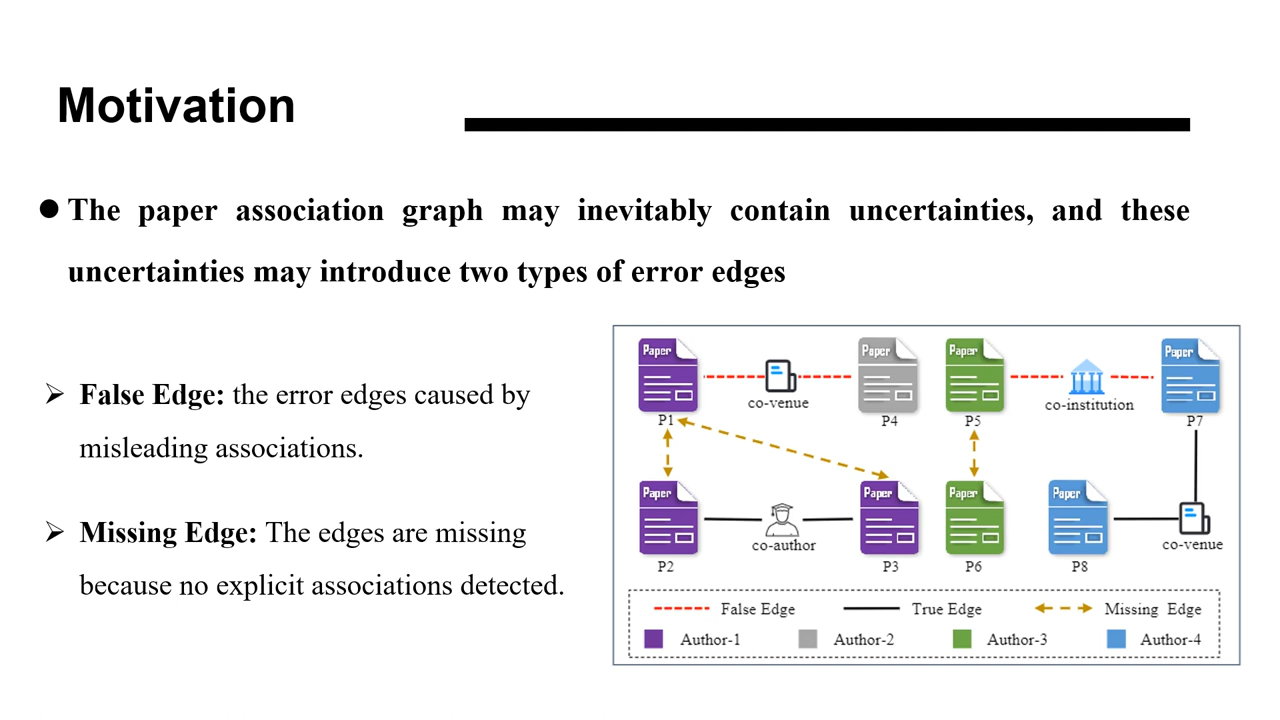 Motivation
● The paper association graph may inevitably contain uncertainties, and these
uncertainties may introduce two types of error edges
➢ False Edge: the error edges caused by
misleading associations.
➢ Missing Edge: The edges are missing
because no explicit associations detected.
Paper Paper Paper Paper
co-venue co-institution
P1 P4 P5 P7
Paper Paper Paper Paper
co-author co-venue
P2 P3 P6 P8
False Edge True Edge Missing Edge
Author-1 Author-2 Author-3 Author-4